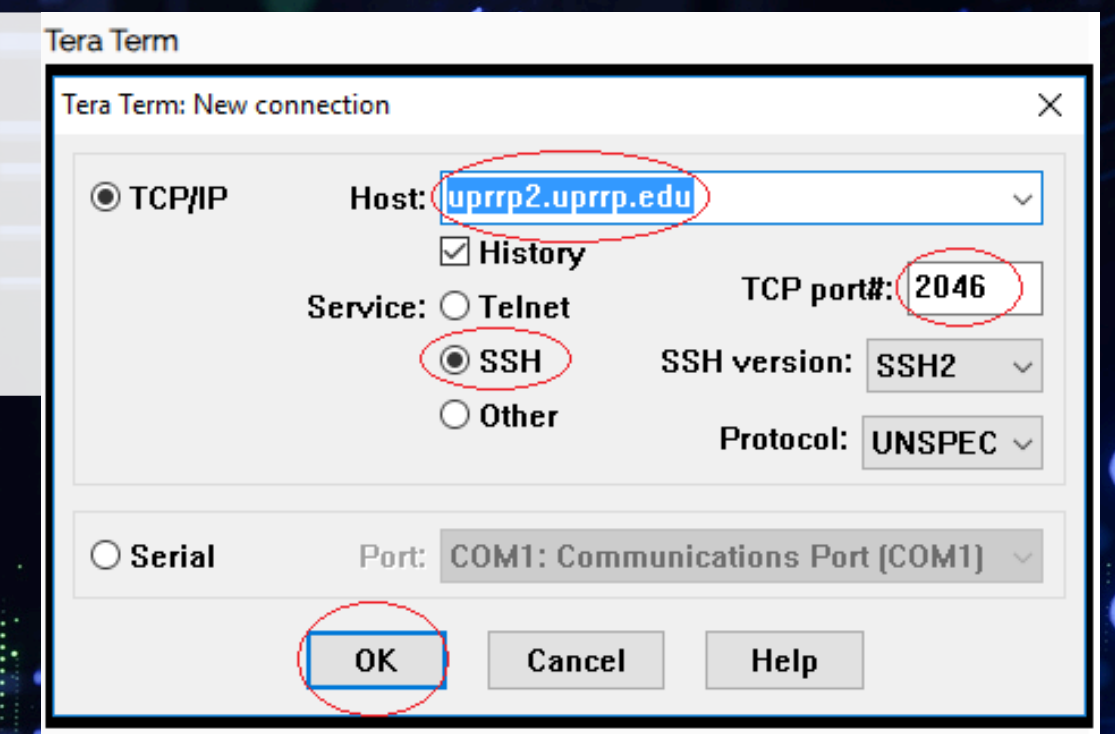 Tera Term
Tera Term: New connection
TCP/IP
Host: uprrp2.uprrp.edu
History
TCP port#: 2046
Service: Telnet
SSH
SSH version: SSH2
Other
Protocol: UNSPEC
Serial
Port: COM1: Communications Port (COM1)
OK Cancel Help